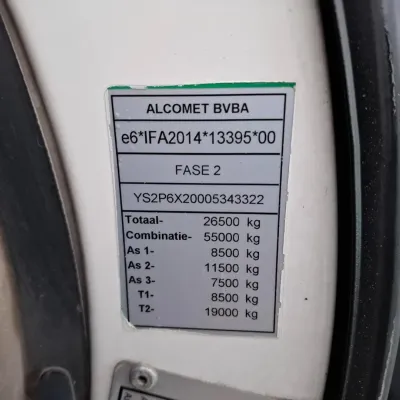 ALCOMET BVBA
e6*IFA2014*13395*00
FASE 2
YS2P6X20005343322
Totaal- 26500 kg
Combinatie- 55000 kg
As 1- 8500 kg
As 2- 11500 kg
As 3- 7500 kg
T1- 8500 kg
T2- 19000 kg